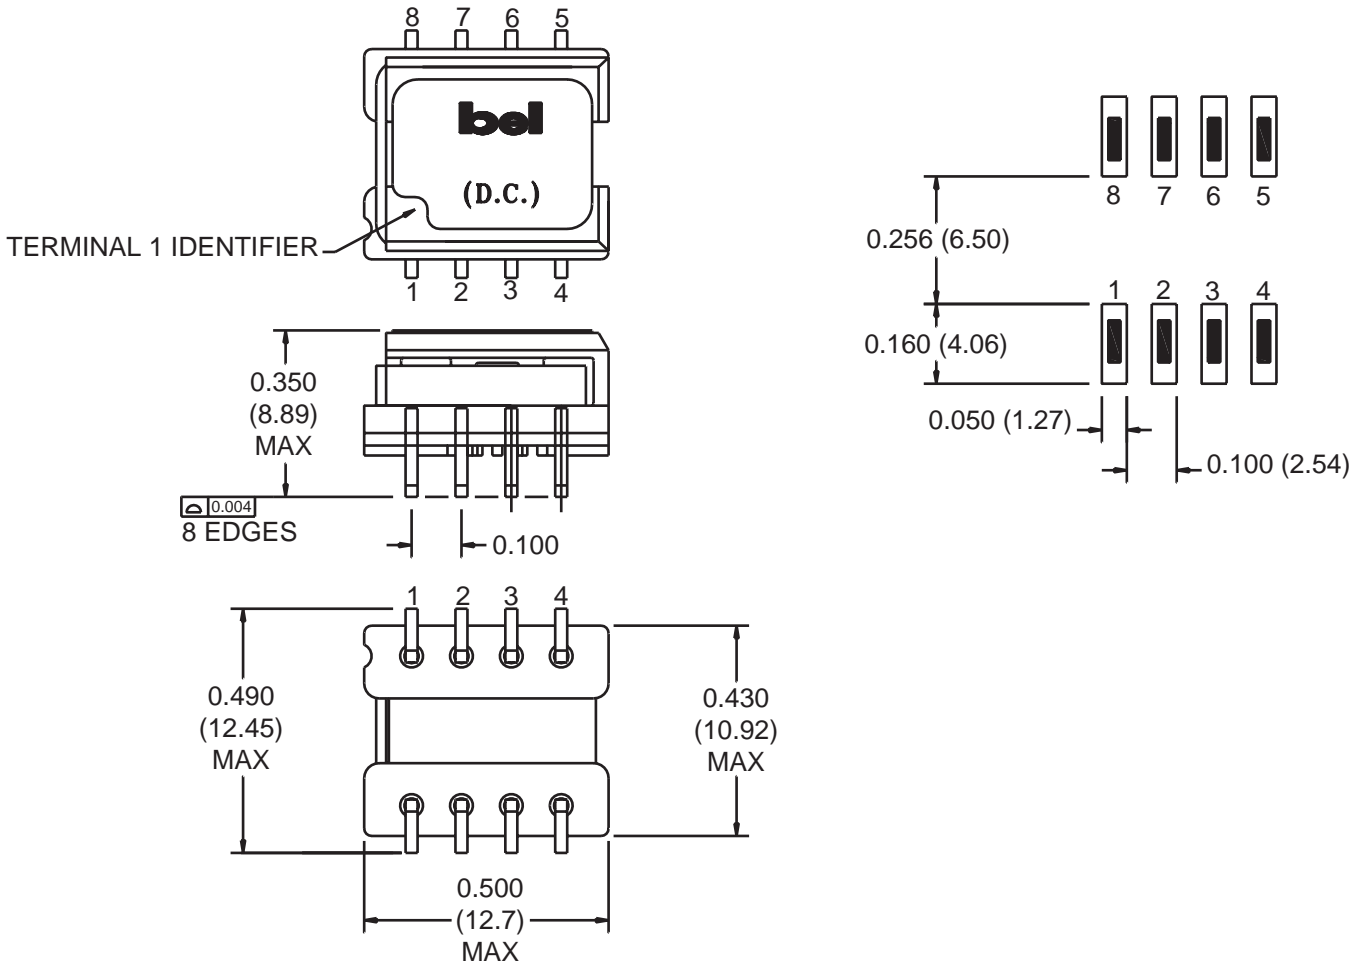 8 7 6 5
bel
(D.C.)
TERMINAL 1 IDENTIFIER
1 2 3 4
0.350
(8.89)
MAX
0.004
8 EDGES
0.100
1 2 3 4
0.490
(12.45)
MAX
0.430
(10.92)
MAX
0.500
(12.7)
MAX
8 7 6 5
0.256 (6.50)
1 2 3 4
0.160 (4.06)
0.050 (1.27)
0.100 (2.54)